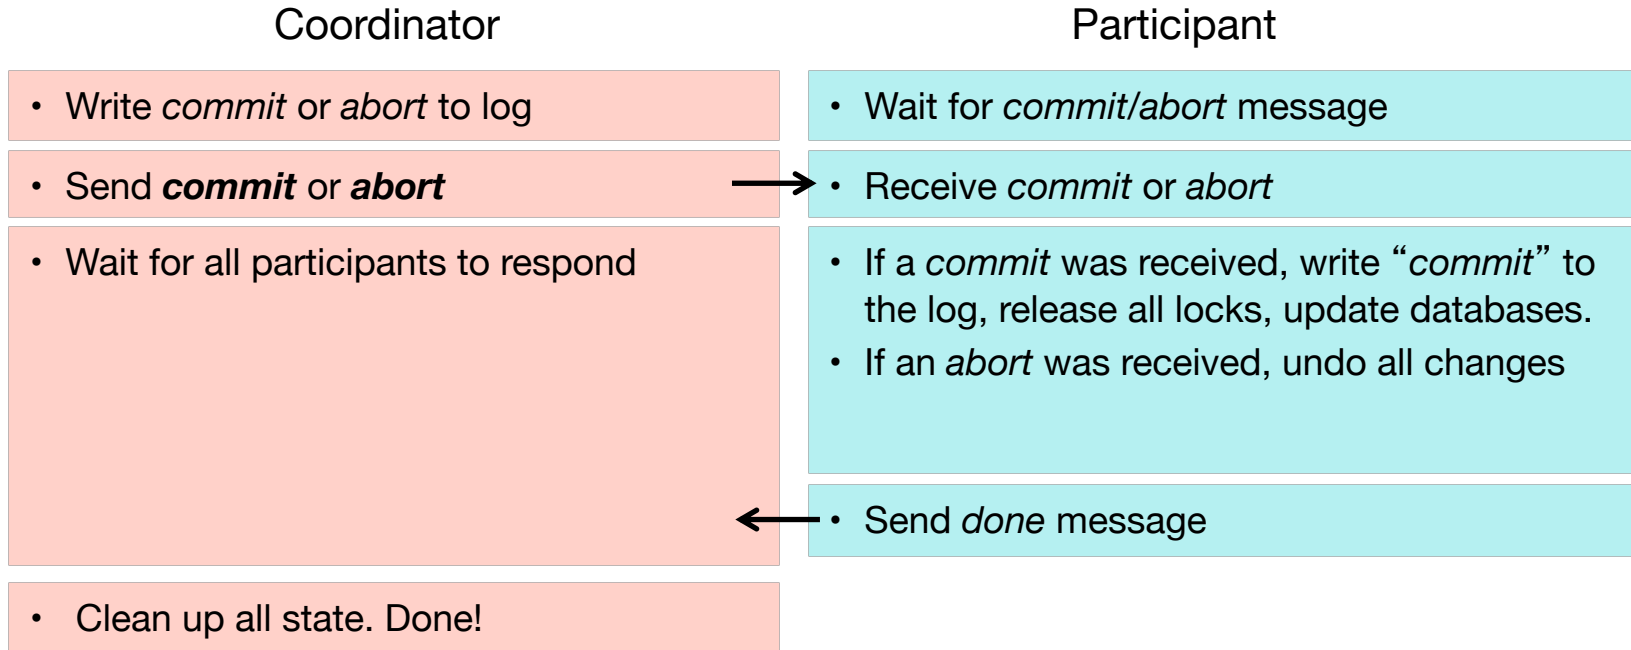 Coordinator
Participant
• Write commit or abort to log
• Wait for commit/abort message
• Send commit or abort
• Receive commit or abort
• Wait for all participants to respond
• If a commit was received, write “commit” to
the log, release all locks, update databases.
• If an abort was received, undo all changes
• Send done message
• Clean up all state. Done!